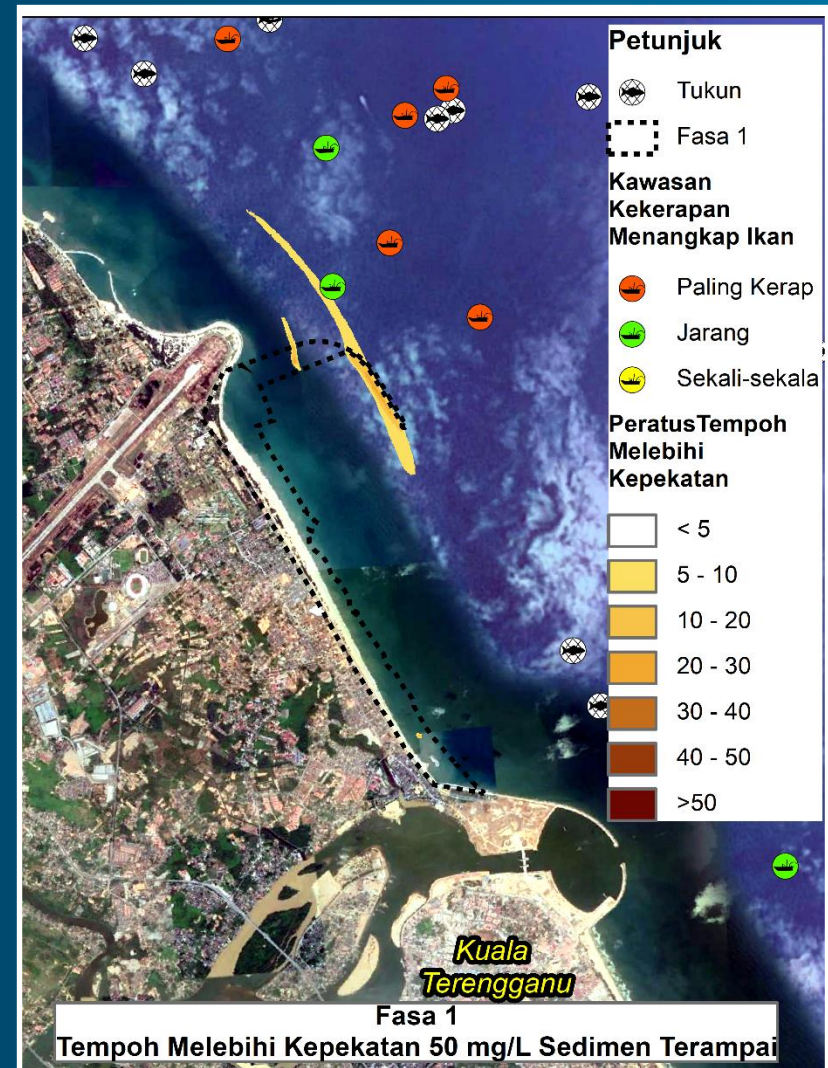 Petunjuk
Tukun
Fasa 1
Kawasan
Kekerapan
Menangkap Ikan
Paling Kerap
Jarang
Sekali-sekala
PeratusTempoh
Melebihi
Kepekatan
< 5
5 - 10
10 - 20
20 - 30
30 - 40
40 - 50
>50
Kuala
Terengganu
Fasa 1
Tempoh Melebihi Kepekatan 50 mg/L Sedimen Terampai